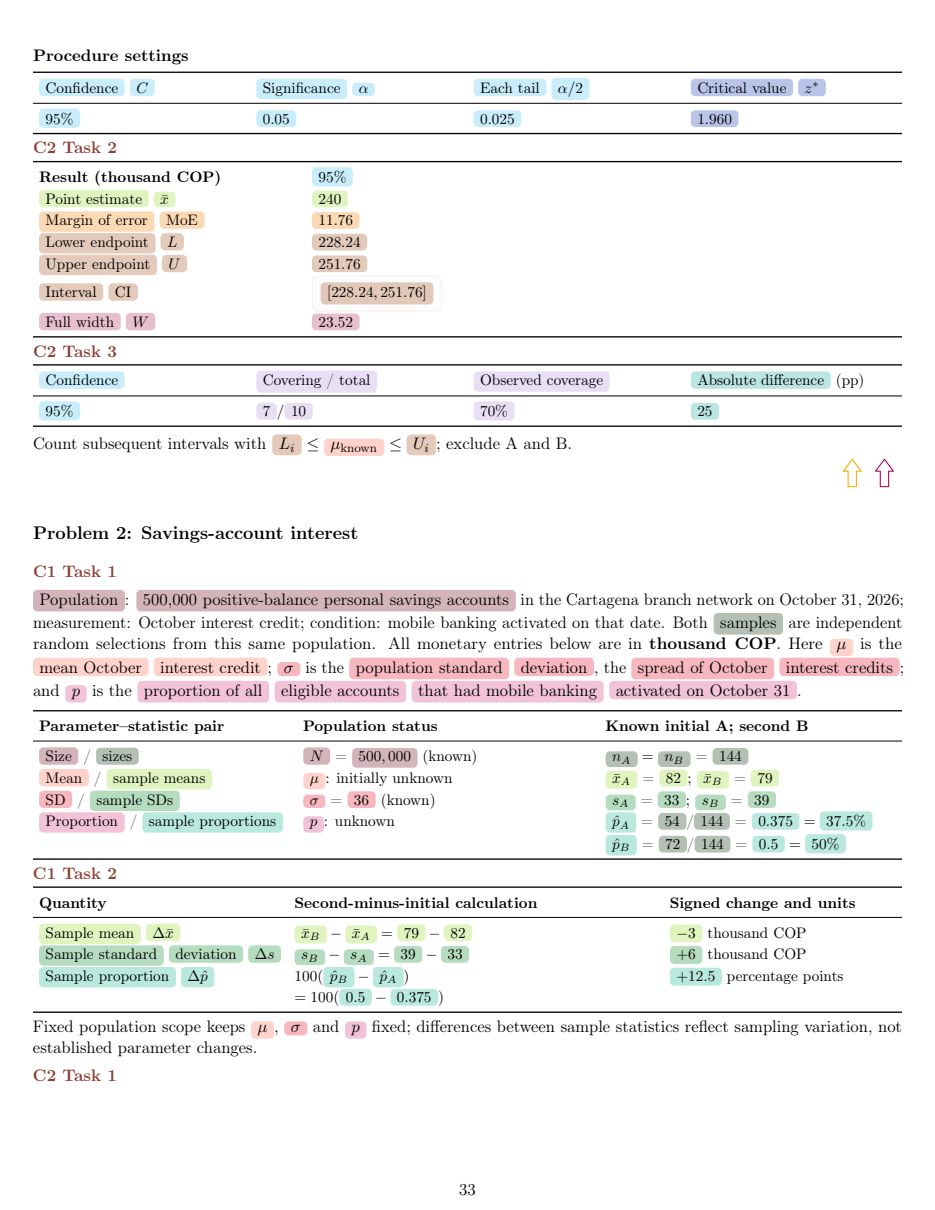 Procedure settings
Confidence C Significance α Each tail α/2 Critical value z*
95% 0.05 0.025 1.960
C2 Task 2
Result (thousand COP) 95%
Point estimate x̄ 240
Margin of error MoE 11.76
Lower endpoint L 228.24
Upper endpoint U 251.76
Interval CI [228.24, 251.76]
Full width W 23.52
C2 Task 3
Confidence Covering / total Observed coverage Absolute difference (pp)
95% 7 / 10 70% 25
Count subsequent intervals with L_i ≤ μ_known ≤ U_i; exclude A and B.
Problem 2: Savings-account interest
C1 Task 1
Population: 500,000 positive-balance personal savings accounts in the Cartagena branch network on October 31, 2026;
measurement: October interest credit; condition: mobile banking activated on that date. Both samples are independent
random selections from this same population. All monetary entries below are in thousand COP. Here μ is the
mean October interest credit; σ is the population standard deviation, the spread of October interest credits;
and p is the proportion of all eligible accounts that had mobile banking activated on October 31.
Parameter–statistic pair Population status Known initial A; second B
Size / sizes N = 500,000 (known) n_A = n_B = 144
Mean / sample means μ: initially unknown x̄_A = 82; x̄_B = 79
SD / sample SDs σ = 36 (known) s_A = 33; s_B = 39
Proportion / sample proportions p: unknown p̂_A = 54/144 = 0.375 = 37.5%
p̂_B = 72/144 = 0.5 = 50%
C1 Task 2
Quantity Second-minus-initial calculation Signed change and units
Sample mean Δx̄ x̄_B − x̄_A = 79 − 82 −3 thousand COP
Sample standard deviation Δs s_B − s_A = 39 − 33 +6 thousand COP
Sample proportion Δp̂ 100(p̂_B − p̂_A) +12.5 percentage points
= 100(0.5 − 0.375)
Fixed population scope keeps μ, σ and p fixed; differences between sample statistics reflect sampling variation, not
established parameter changes.
C2 Task 1
33